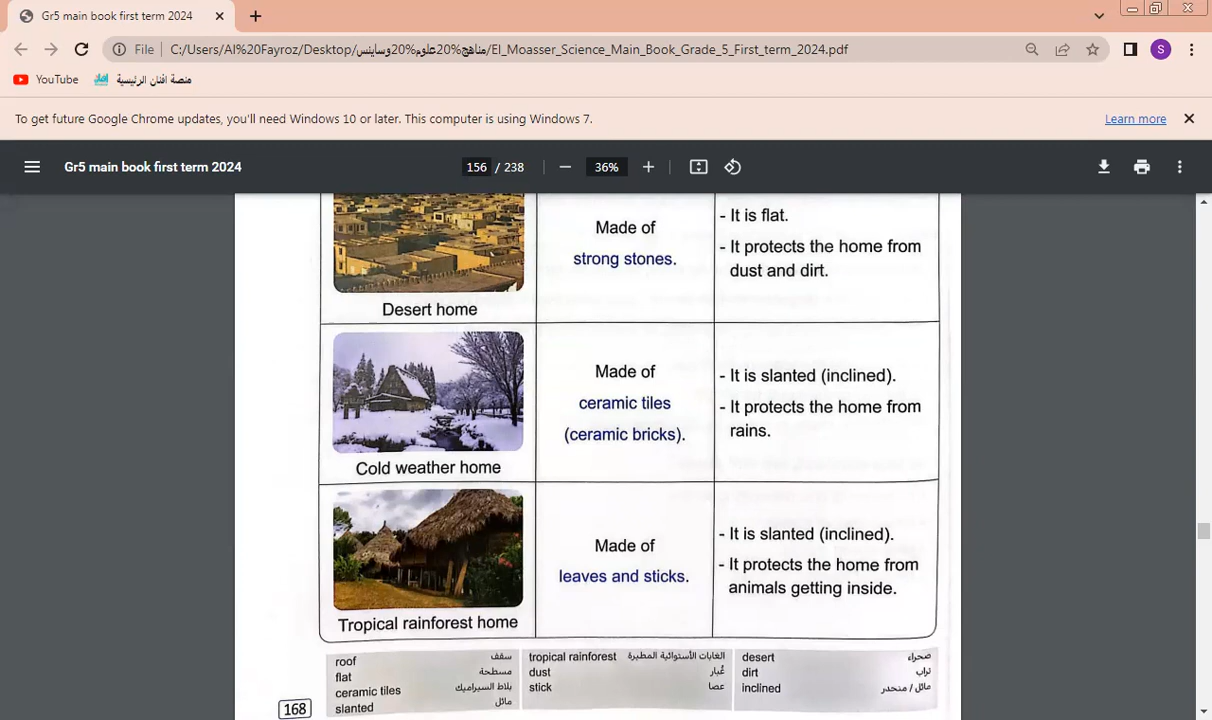 Gr5 main book first term 2024
File C:/Users/Al%20Fayroz/Desktop/مناهج%20علوم%20وساينس/El_Moasser_Science_Main_Book_Grade_5_First_term_2024.pdf
S
YouTube منصة افنان الرئيسية
To get future Google Chrome updates, you'll need Windows 10 or later. This computer is using Windows 7. Learn more
Gr5 main book first term 2024 156 / 238 36%
Made of
strong stones.
- It is flat.
- It protects the home from
dust and dirt.
Desert home
Made of
ceramic tiles
(ceramic bricks).
- It is slanted (inclined).
- It protects the home from
rains.
Cold weather home
Made of
leaves and sticks.
- It is slanted (inclined).
- It protects the home from
animals getting inside.
Tropical rainforest home
roof سقف
flat مسطحة
ceramic tiles بلاط السيراميك
slanted مائل
tropical rainforest الغابات الأستوائية المطيرة
dust غُبار
stick عصا
desert صحراء
dirt تراب
inclined مائل / منحدر
168